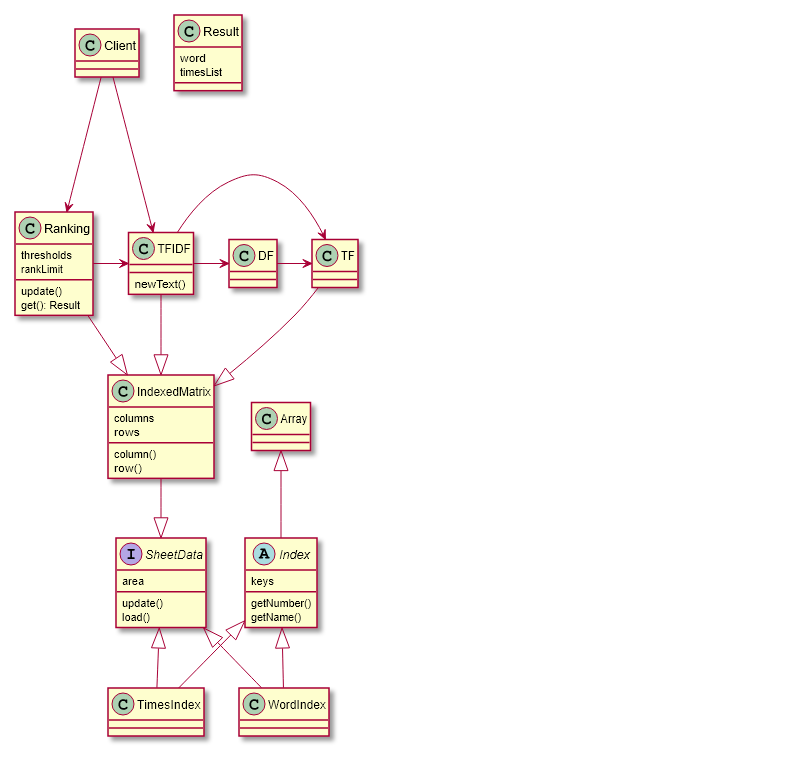 C Client
C Result
word
timesList
C Ranking
thresholds
rankLimit
update()
get(): Result
C TFIDF
newText()
C DF
C TF
C IndexedMatrix
columns
rows
column()
row()
C Array
I SheetData
area
update()
load()
A Index
keys
getNumber()
getName()
C TimesIndex
C WordIndex